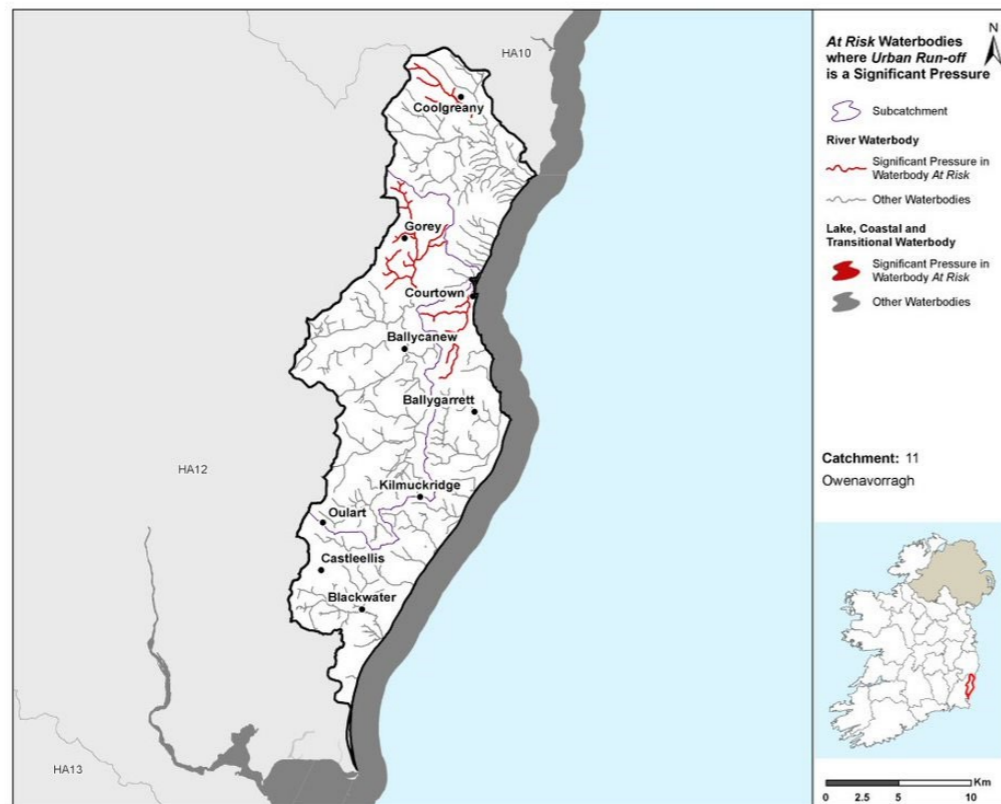 HA10
Coolgreany
Gorey
Courtown
Ballycanew
Ballygarrett
HA12
Kilmuckridge
Oulart
Castleellis
Blackwater
HA13
N
At Risk Waterbodies
where Urban Run-off
is a Significant Pressure
Subcatchment
River Waterbody
Significant Pressure in
Waterbody At Risk
Other Waterbodies
Lake, Coastal and
Transitional Waterbody
Significant Pressure in
Waterbody At Risk
Other Waterbodies
Catchment: 11
Owenavorragh
Km
0 2.5 5 10